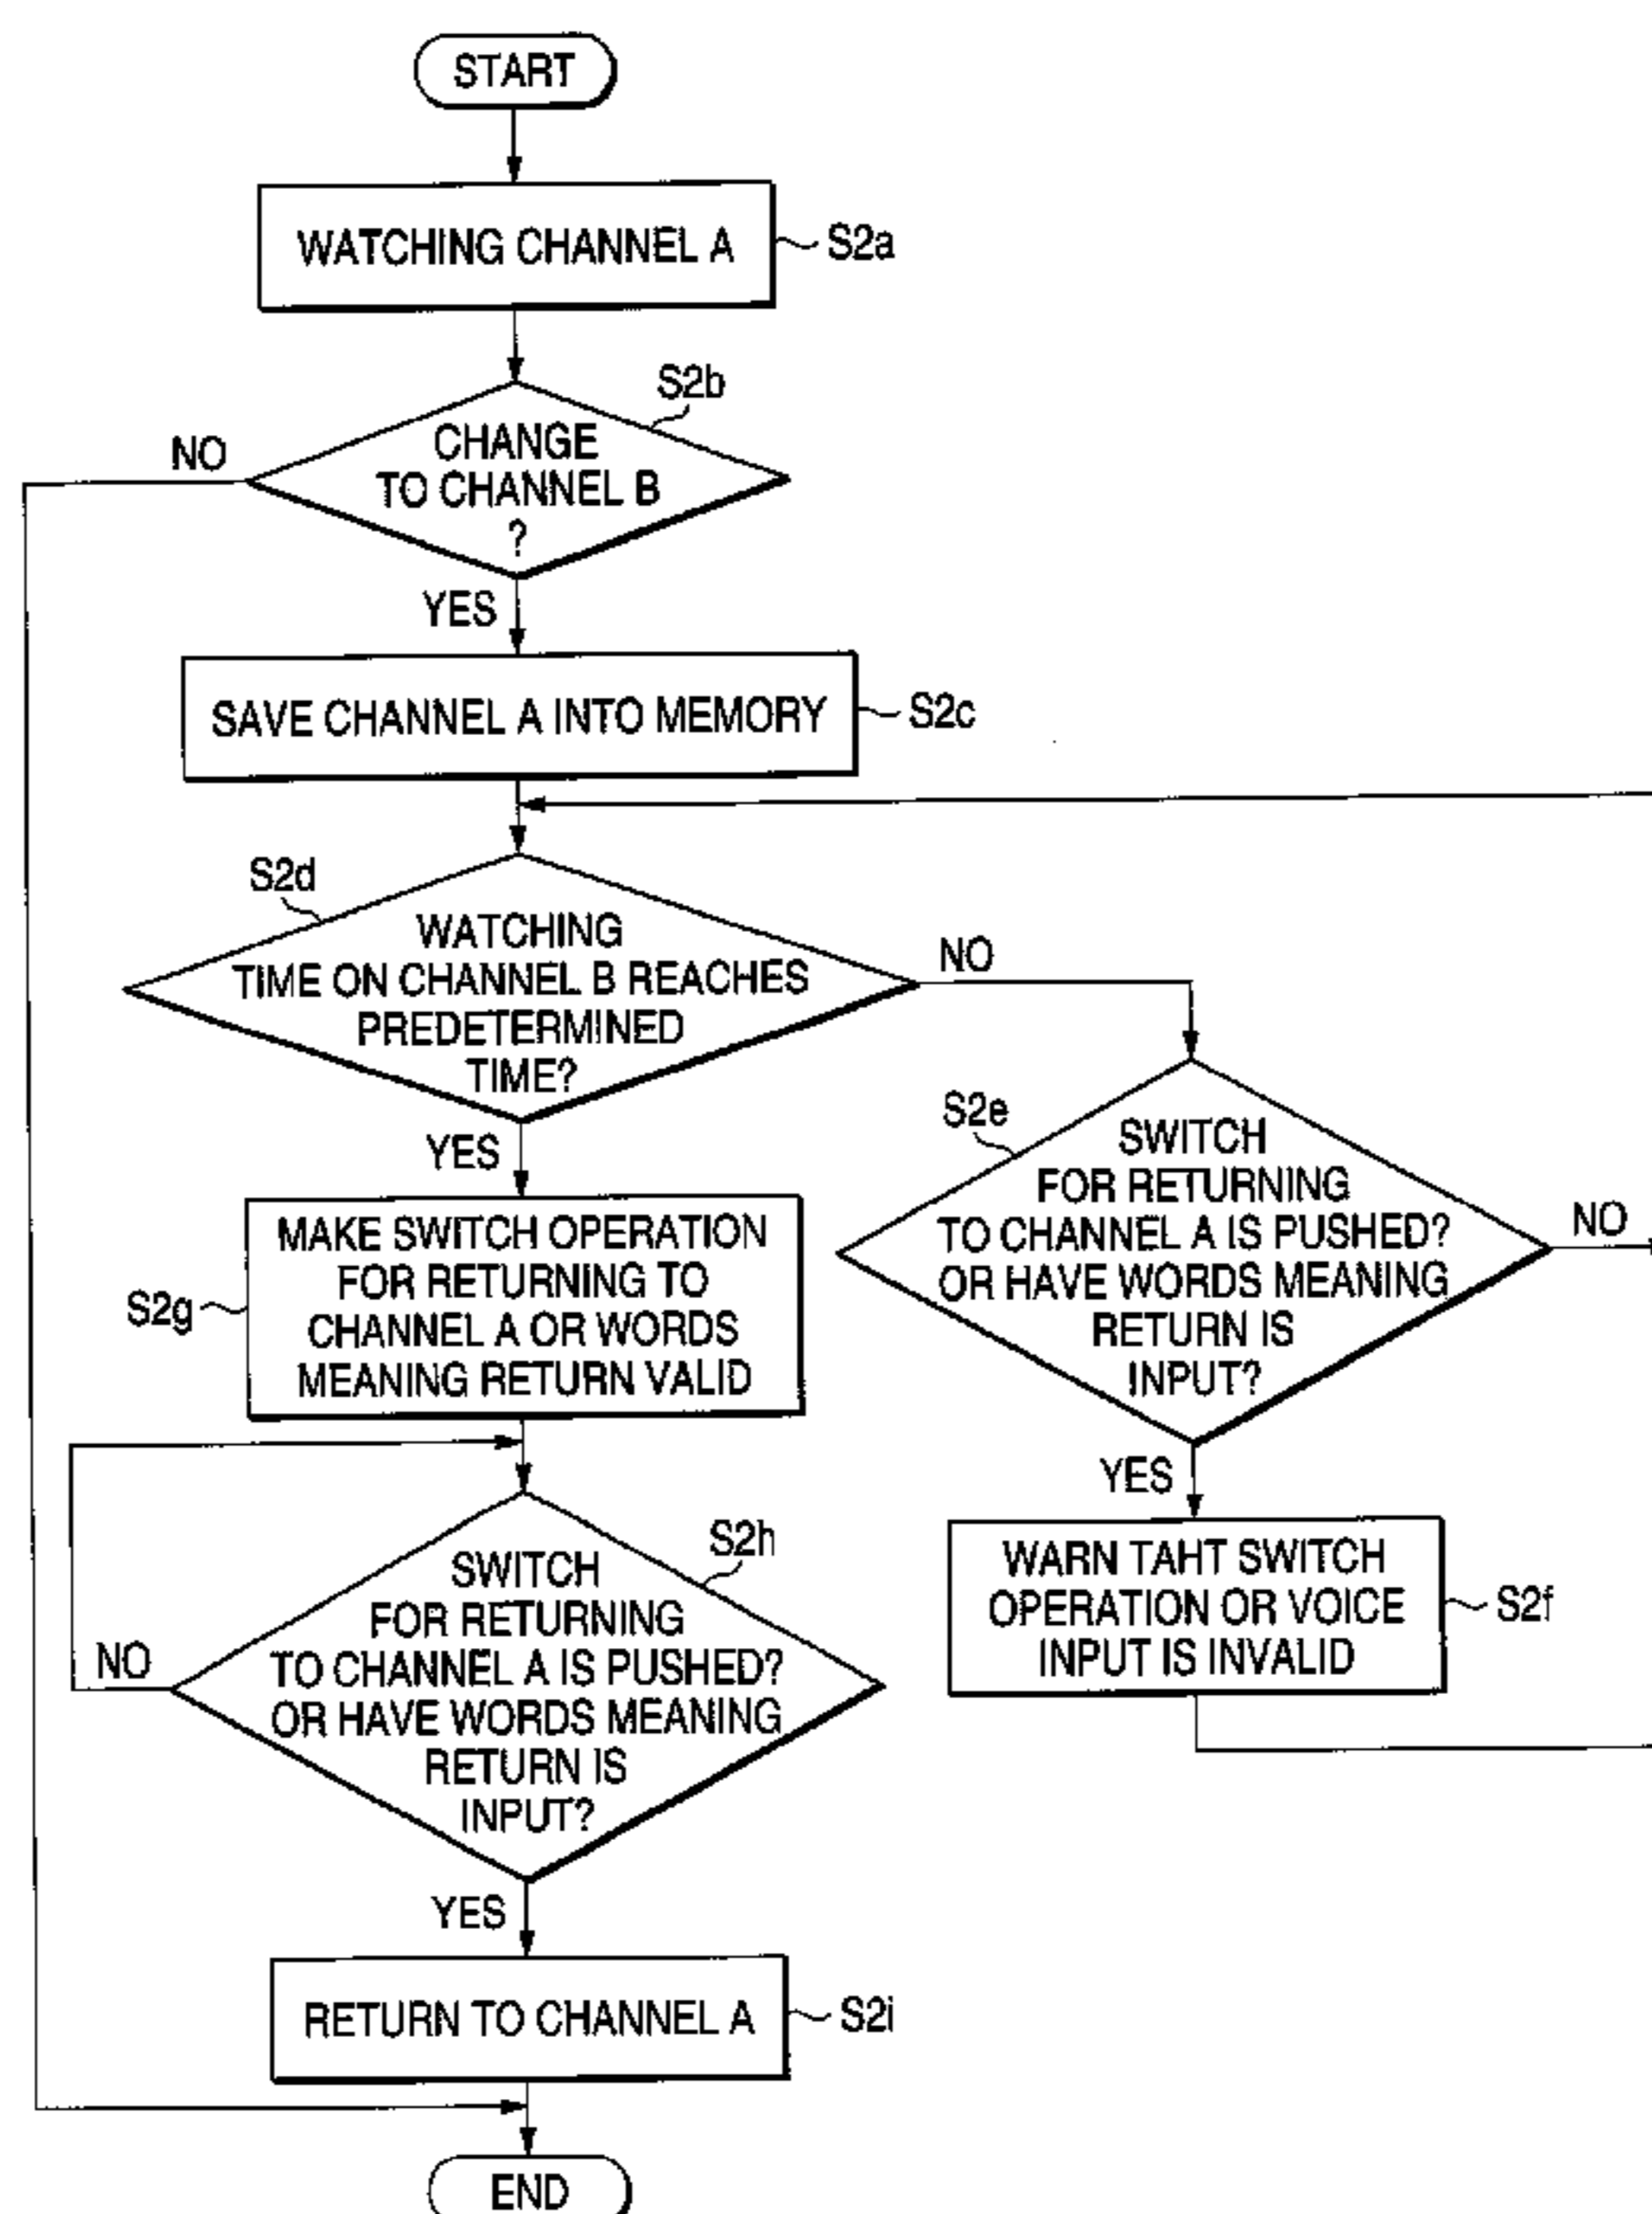 START
WATCHING CHANNEL A
S2a
S2b
CHANGE
TO CHANNEL B
?
NO
YES
SAVE CHANNEL A INTO MEMORY
S2c
S2d
WATCHING
TIME ON CHANNEL B REACHES
PREDETERMINED
TIME?
NO
YES
S2e
SWITCH
FOR RETURNING
TO CHANNEL A IS PUSHED?
OR HAVE WORDS MEANING
RETURN IS
INPUT?
NO
YES
WARN TAHT SWITCH
OPERATION OR VOICE
INPUT IS INVALID
S2f
MAKE SWITCH OPERATION
FOR RETURNING TO
CHANNEL A OR WORDS
MEANING RETURN VALID
S2g
S2h
SWITCH
FOR RETURNING
TO CHANNEL A IS PUSHED?
OR HAVE WORDS MEANING
RETURN IS
INPUT?
NO
YES
RETURN TO CHANNEL A
S2i
END